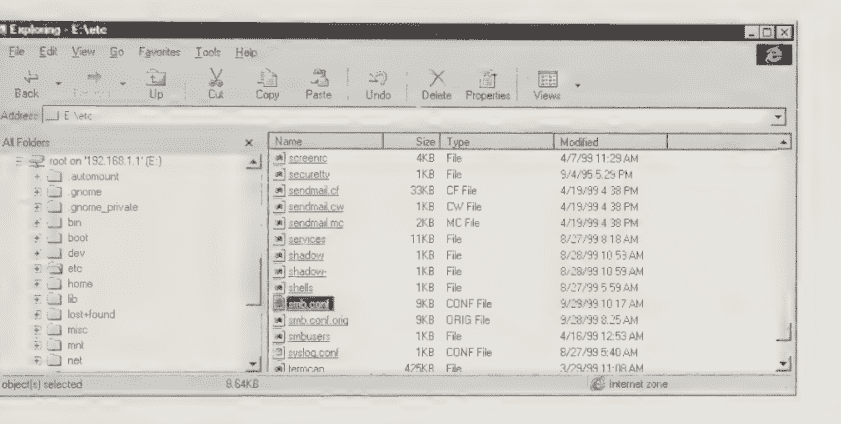 Exploring - E:\etc
File Edit View Go Favorites Tools Help
Back Up Cut Copy Paste Undo Delete Properties Views
Address E:\etc
All Folders x Name Size Type Modified
root on '192.168.1.1' (E:) screenrc 4KB File 4/7/99 11:29 AM
automount securetty 1KB File 9/4/95 5:29 PM
.gnome sendmail.cf 33KB CF File 4/19/99 4:38 PM
.gnome_private sendmail.cw 1KB CW File 4/19/99 4:38 PM
bin sendmail.mc 2KB MC File 4/19/99 4:38 PM
boot services 11KB File 8/27/99 8:18 AM
dev shadow 1KB File 8/28/99 10:59 AM
etc shadow- 1KB File 8/28/99 10:59 AM
home shells 1KB File 8/27/99 5:59 AM
lib smb.conf 9KB CONF File 9/29/99 10:17 AM
lost+found smb.conf.orig 9KB ORIG File 9/28/99 8:25 AM
misc smbusers 1KB File 4/16/99 12:53 AM
mnt syslog.conf 1KB CONF File 8/27/99 5:40 AM
net termcap 425KB File 3/29/99 11:08 AM
object(s) selected 8.64KB Internet zone